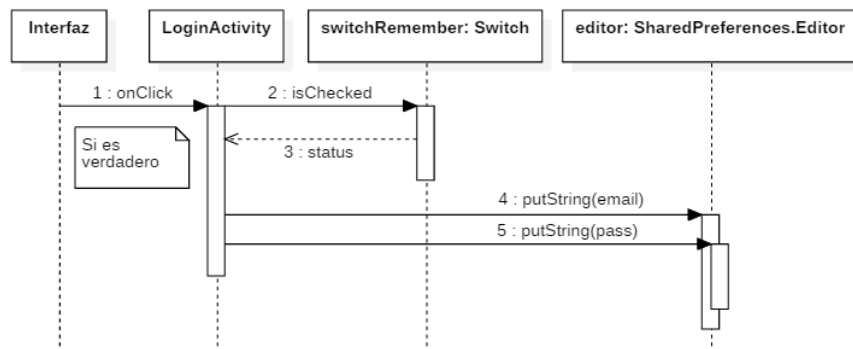 Interfaz
LoginActivity
switchRemember: Switch
editor: SharedPreferences.Editor
1 : onClick
2 : isChecked
Si es
verdadero
3 : status
4 : putString(email)
5 : putString(pass)